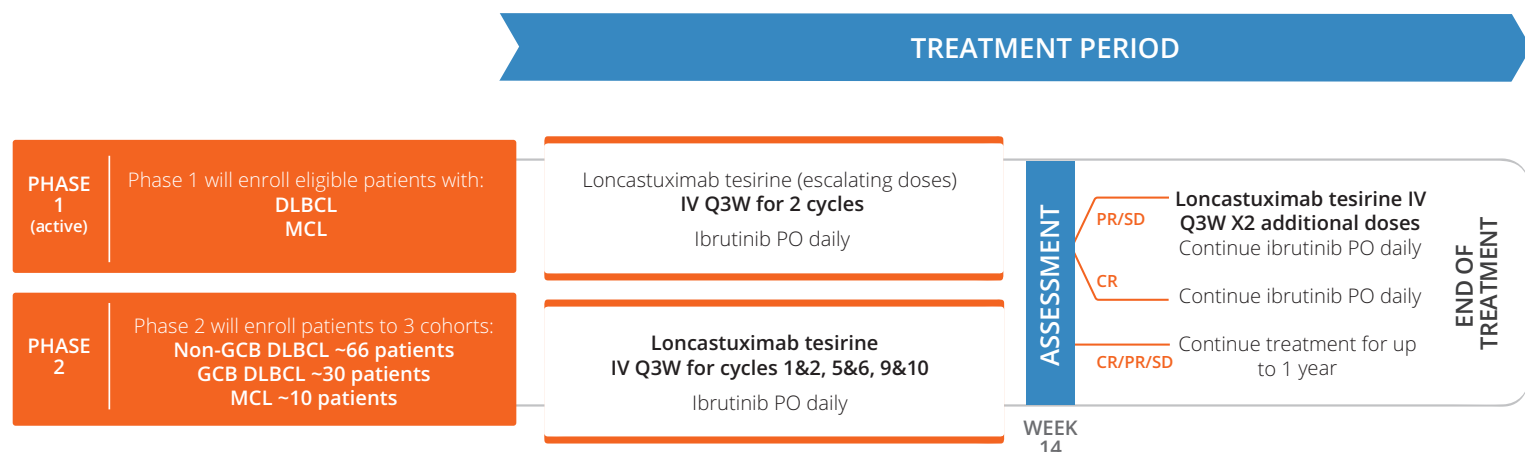 TREATMENT PERIOD
PHASE
1
(active)
Phase 1 will enroll eligible patients with:
DLBCL
MCL
Loncastuximab tesirine (escalating doses)
IV Q3W for 2 cycles
Ibrutinib PO daily
PHASE
2
Phase 2 will enroll patients to 3 cohorts:
Non-GCB DLBCL ~66 patients
GCB DLBCL ~30 patients
MCL ~10 patients
Loncastuximab tesirine
IV Q3W for cycles 1&2, 5&6, 9&10
Ibrutinib PO daily
ASSESSMENT
WEEK
14
PR/SD
Loncastuximab tesirine IV
Q3W X2 additional doses
Continue ibrutinib PO daily
CR
Continue ibrutinib PO daily
CR/PR/SD
Continue treatment for up
to 1 year
END OF
TREATMENT